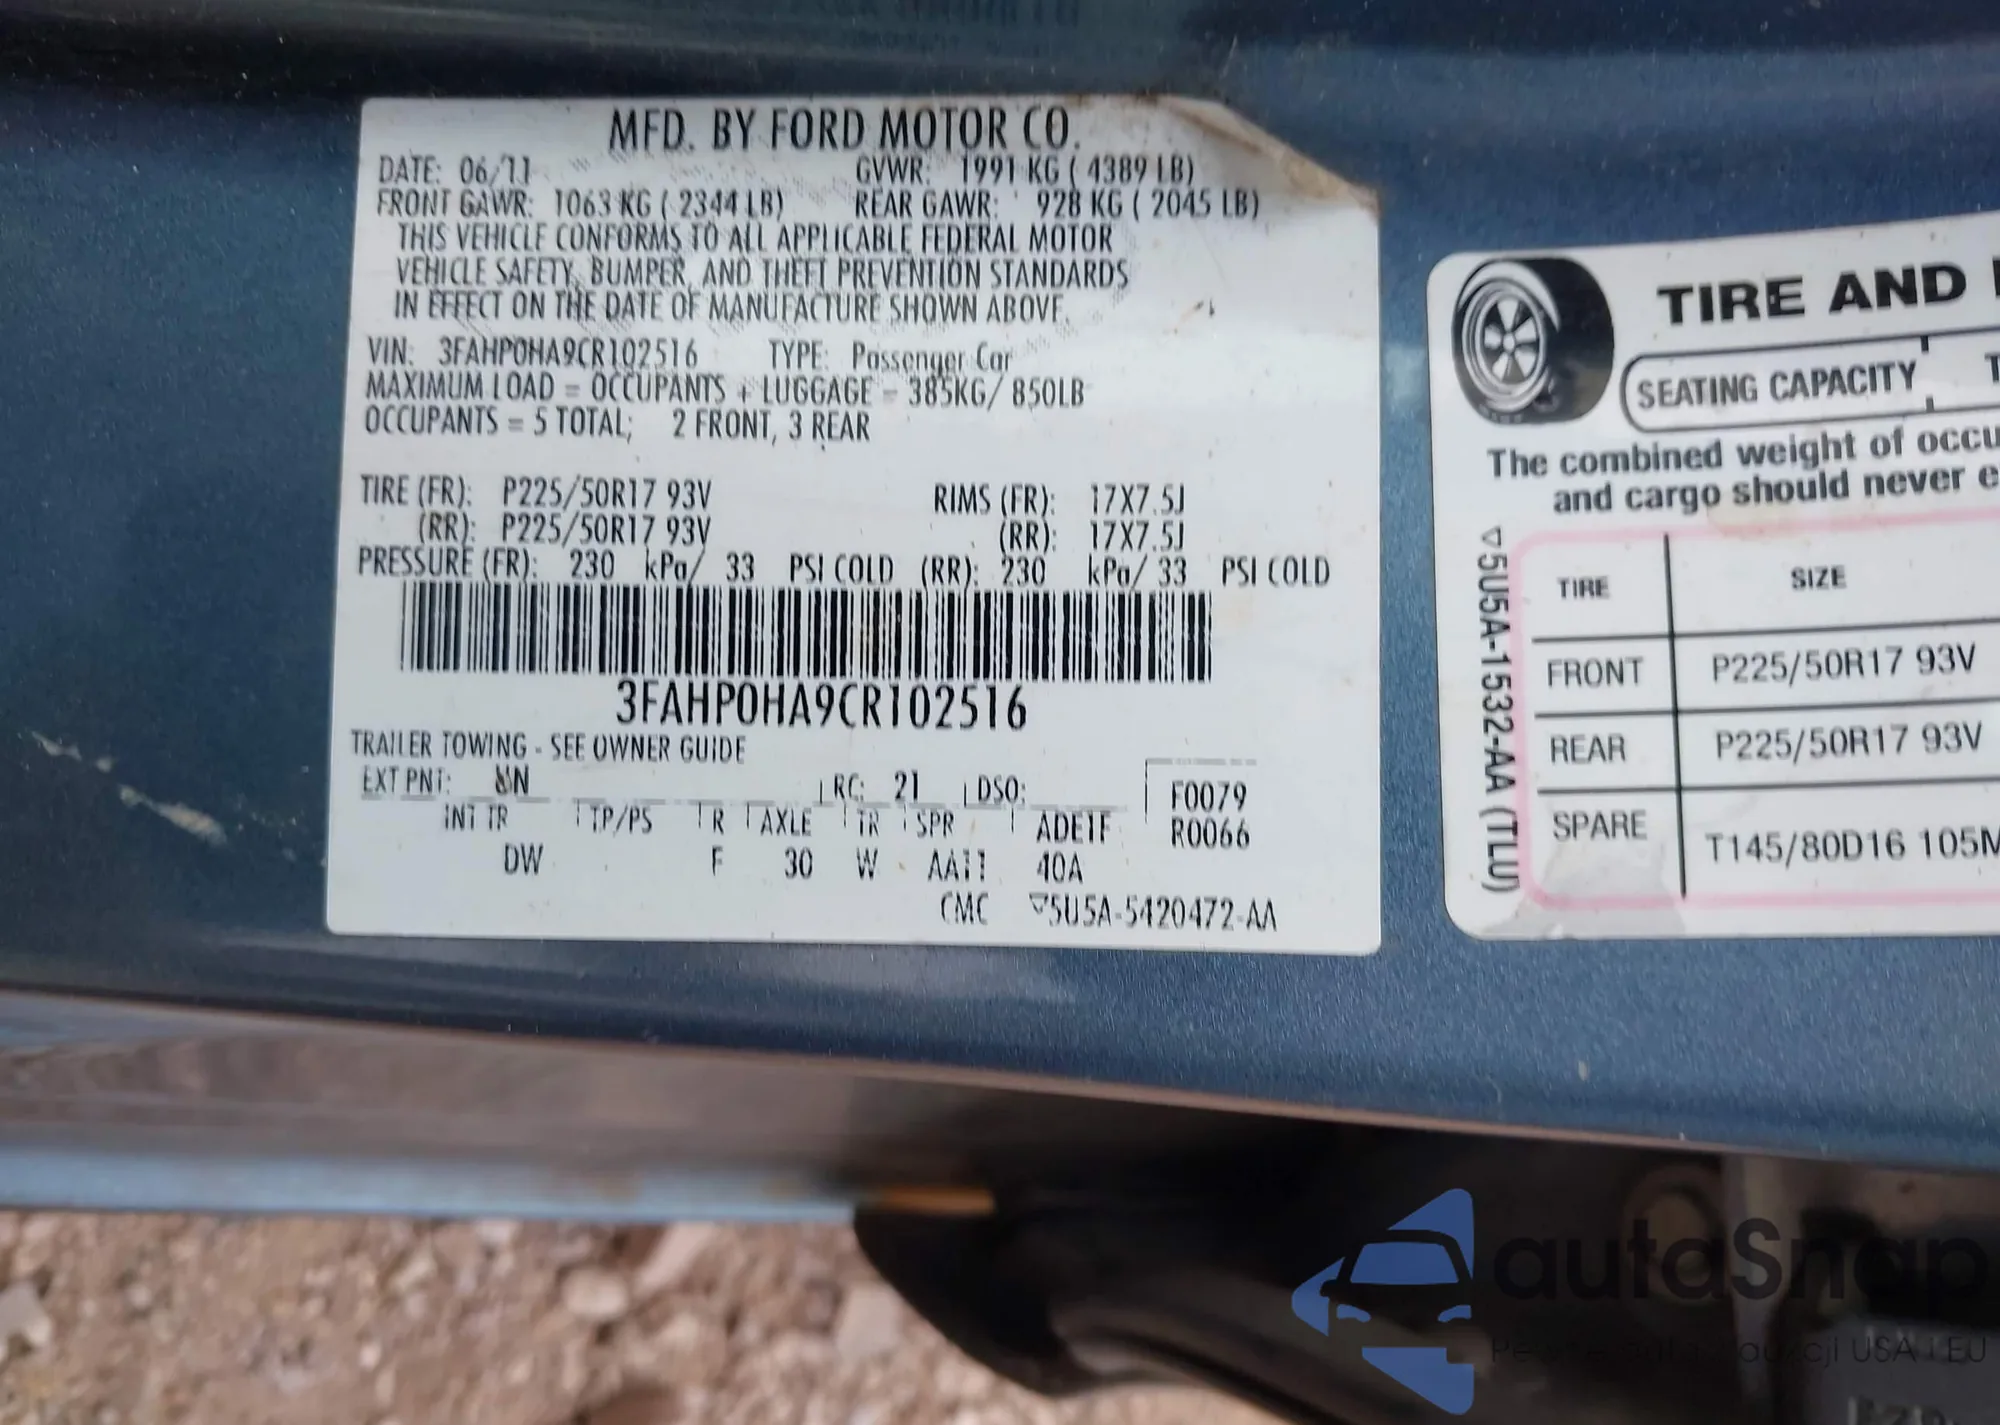 MFD. BY FORD MOTOR CO.
DATE: 06/11 GVWR: 1991 KG ( 4389 LB)
FRONT GAWR: 1063 KG ( 2344 LB) REAR GAWR: 928 KG ( 2045 LB)
THIS VEHICLE CONFORMS TO ALL APPLICABLE FEDERAL MOTOR
VEHICLE SAFETY, BUMPER, AND THEFT PREVENTION STANDARDS
IN EFFECT ON THE DATE OF MANUFACTURE SHOWN ABOVE.
VIN: 3FAHP0HA9CR102516 TYPE: Passenger Car
MAXIMUM LOAD = OCCUPANTS + LUGGAGE = 385KG/ 850LB
OCCUPANTS = 5 TOTAL; 2 FRONT, 3 REAR
TIRE (FR): P225/50R17 93V RIMS (FR): 17X7.5J
(RR): P225/50R17 93V (RR): 17X7.5J
PRESSURE (FR): 230 kPa/ 33 PSI COLD (RR): 230 kPa/ 33 PSI COLD
3FAHP0HA9CR102516
TRAILER TOWING - SEE OWNER GUIDE
EXT PNT: RC: 21 DSO: F0079
INT TR TP/PS R AXLE TR SPR ADE1F R0066
DW F 30 W AA11 40A
CMC ▽5U5A-5420472-AA
TIRE AND
SEATING CAPACITY
The combined weight of occu
and cargo should never e
▽5U5A-1532-AA (TLU)
TIRE SIZE
FRONT P225/50R17 93V
REAR P225/50R17 93V
SPARE T145/80D16 105M
autoSnap
USA i EU